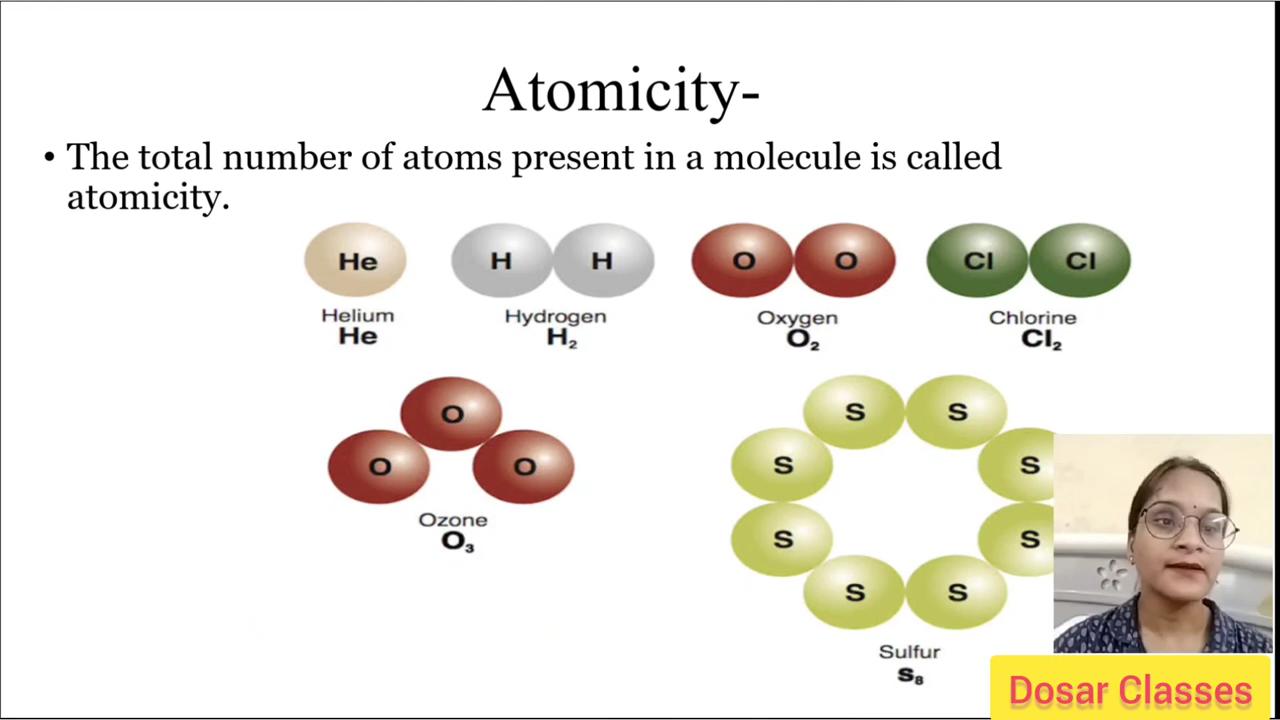 Atomicity-
• The total number of atoms present in a molecule is called
atomicity.
He
H H
O O
Cl Cl
Helium
He
Hydrogen
H₂
Oxygen
O₂
Chlorine
Cl₂
O
O O
Ozone
O₃
S S
S S
S S
S S
Sulfur
S₈
Dosar Classes